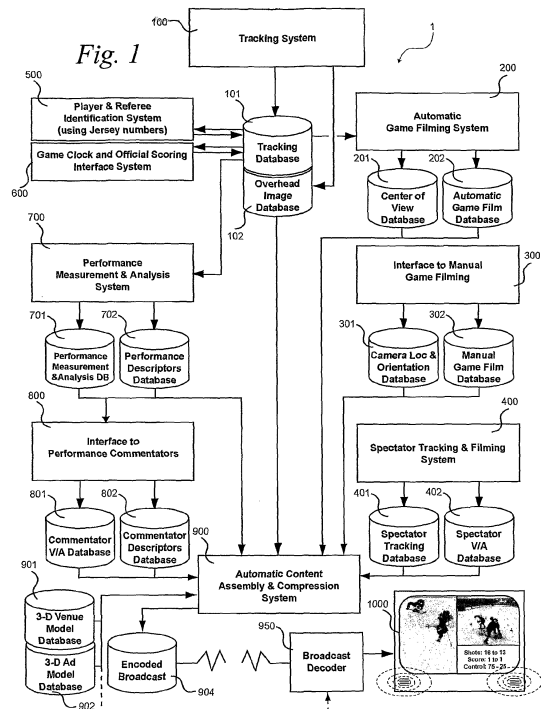 Fig. 1
100
Tracking System
1
500
Player & Referee
Identification System
(using Jersey numbers)
Game Clock and Official Scoring
Interface System
600
101
Tracking
Database
Overhead
Image
Database
102
200
Automatic
Game Filming System
201
202
Center of
View
Database
Automatic
Game Film
Database
700
Performance
Measurement & Analysis
System
701
702
Performance
Measurement
&Analysis DB
Performance
Descriptors
Database
Interface to Manual
Game Filming
300
301
302
Camera Loc &
Orientation
Database
Manual
Game Film
Database
800
Interface to
Performance Commentators
801
802
Commentator
V/A Database
Commentator
Descriptors
Database
400
Spectator Tracking & Filming
System
401
402
Spectator
Tracking
Database
Spectator
V/A
Database
900
Automatic Content
Assembly & Compression
System
901
3-D Venue
Model
Database
3-D Ad
Model
Database
902
Encoded
Broadcast
904
950
Broadcast
Decoder
1000
Shots: 16 to 13
Score: 1 to 1
Control: 75 - 25